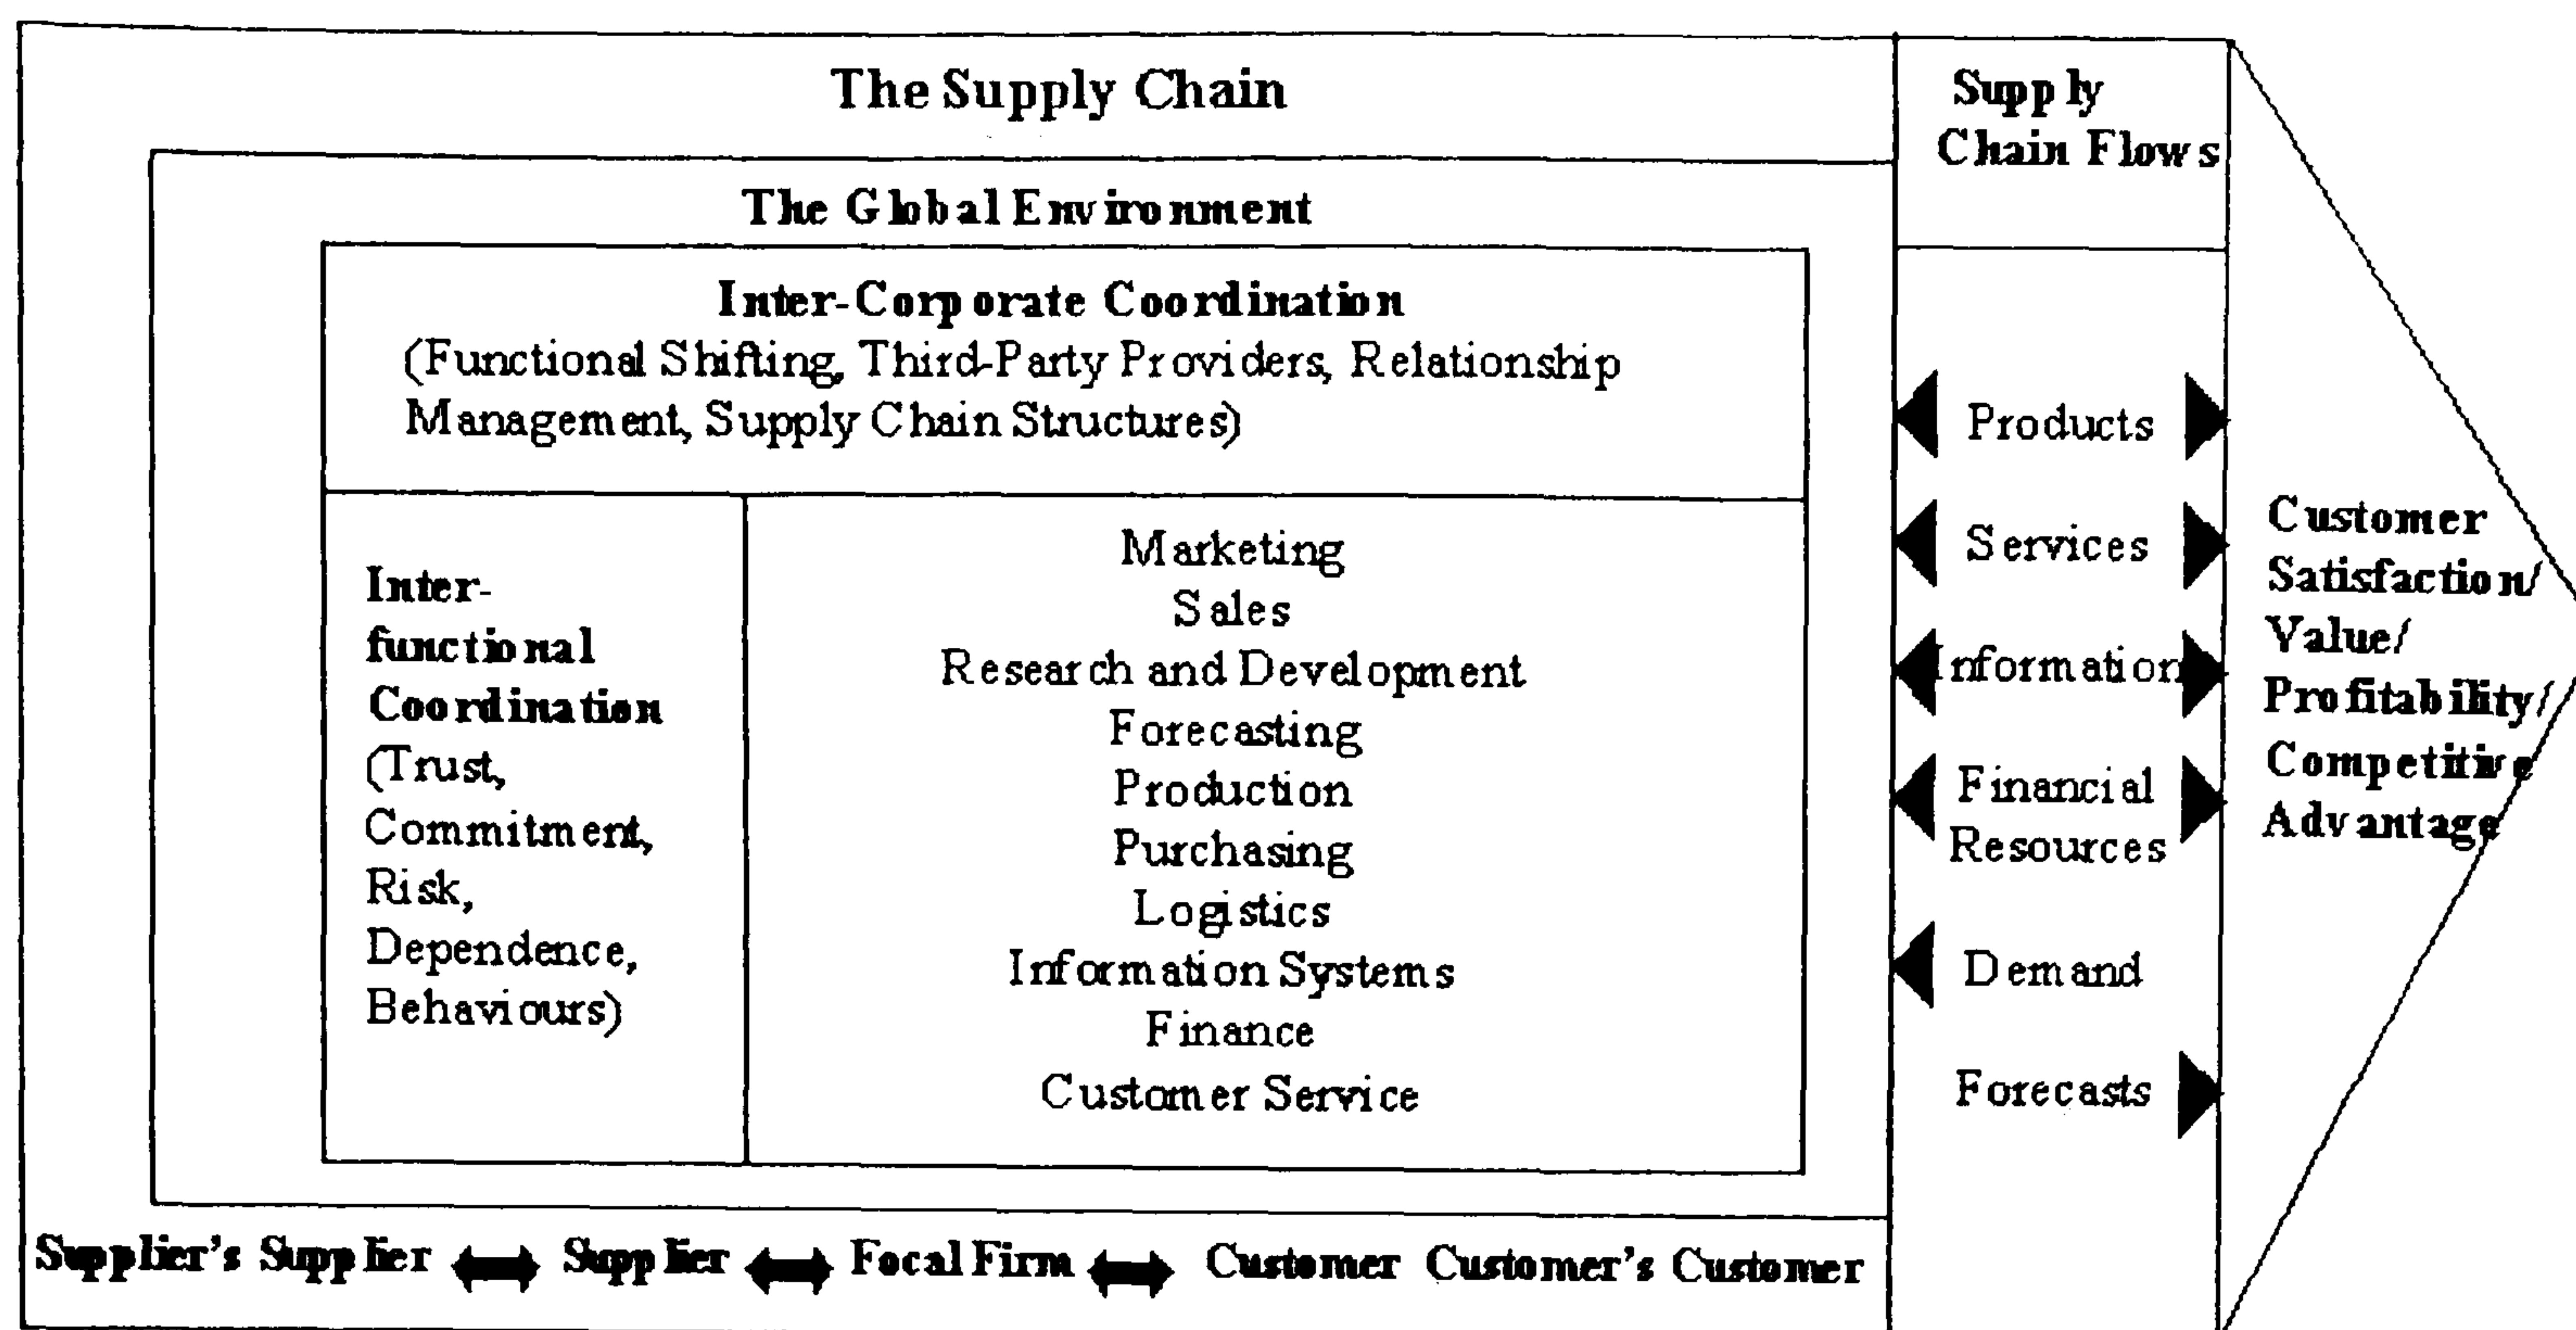 The Supply Chain
The Global Environment
Inter-Corporate Coordination
(Functional Shifting, Third-Party Providers, Relationship
Management, Supply Chain Structures)
Inter-
functional
Coordination
(Trust,
Commitment,
Risk,
Dependence,
Behaviours)
Marketing
Sales
Research and Development
Forecasting
Production
Purchasing
Logistics
Information Systems
Finance
Customer Service
Supplier's Supplier Supplier Focal Firm Customer Customer's Customer
Supply
Chain Flows
Products
Services
Information
Financial
Resources
Demand
Forecasts
Customer
Satisfaction/
Value/
Profitability/
Competitive
Advantage